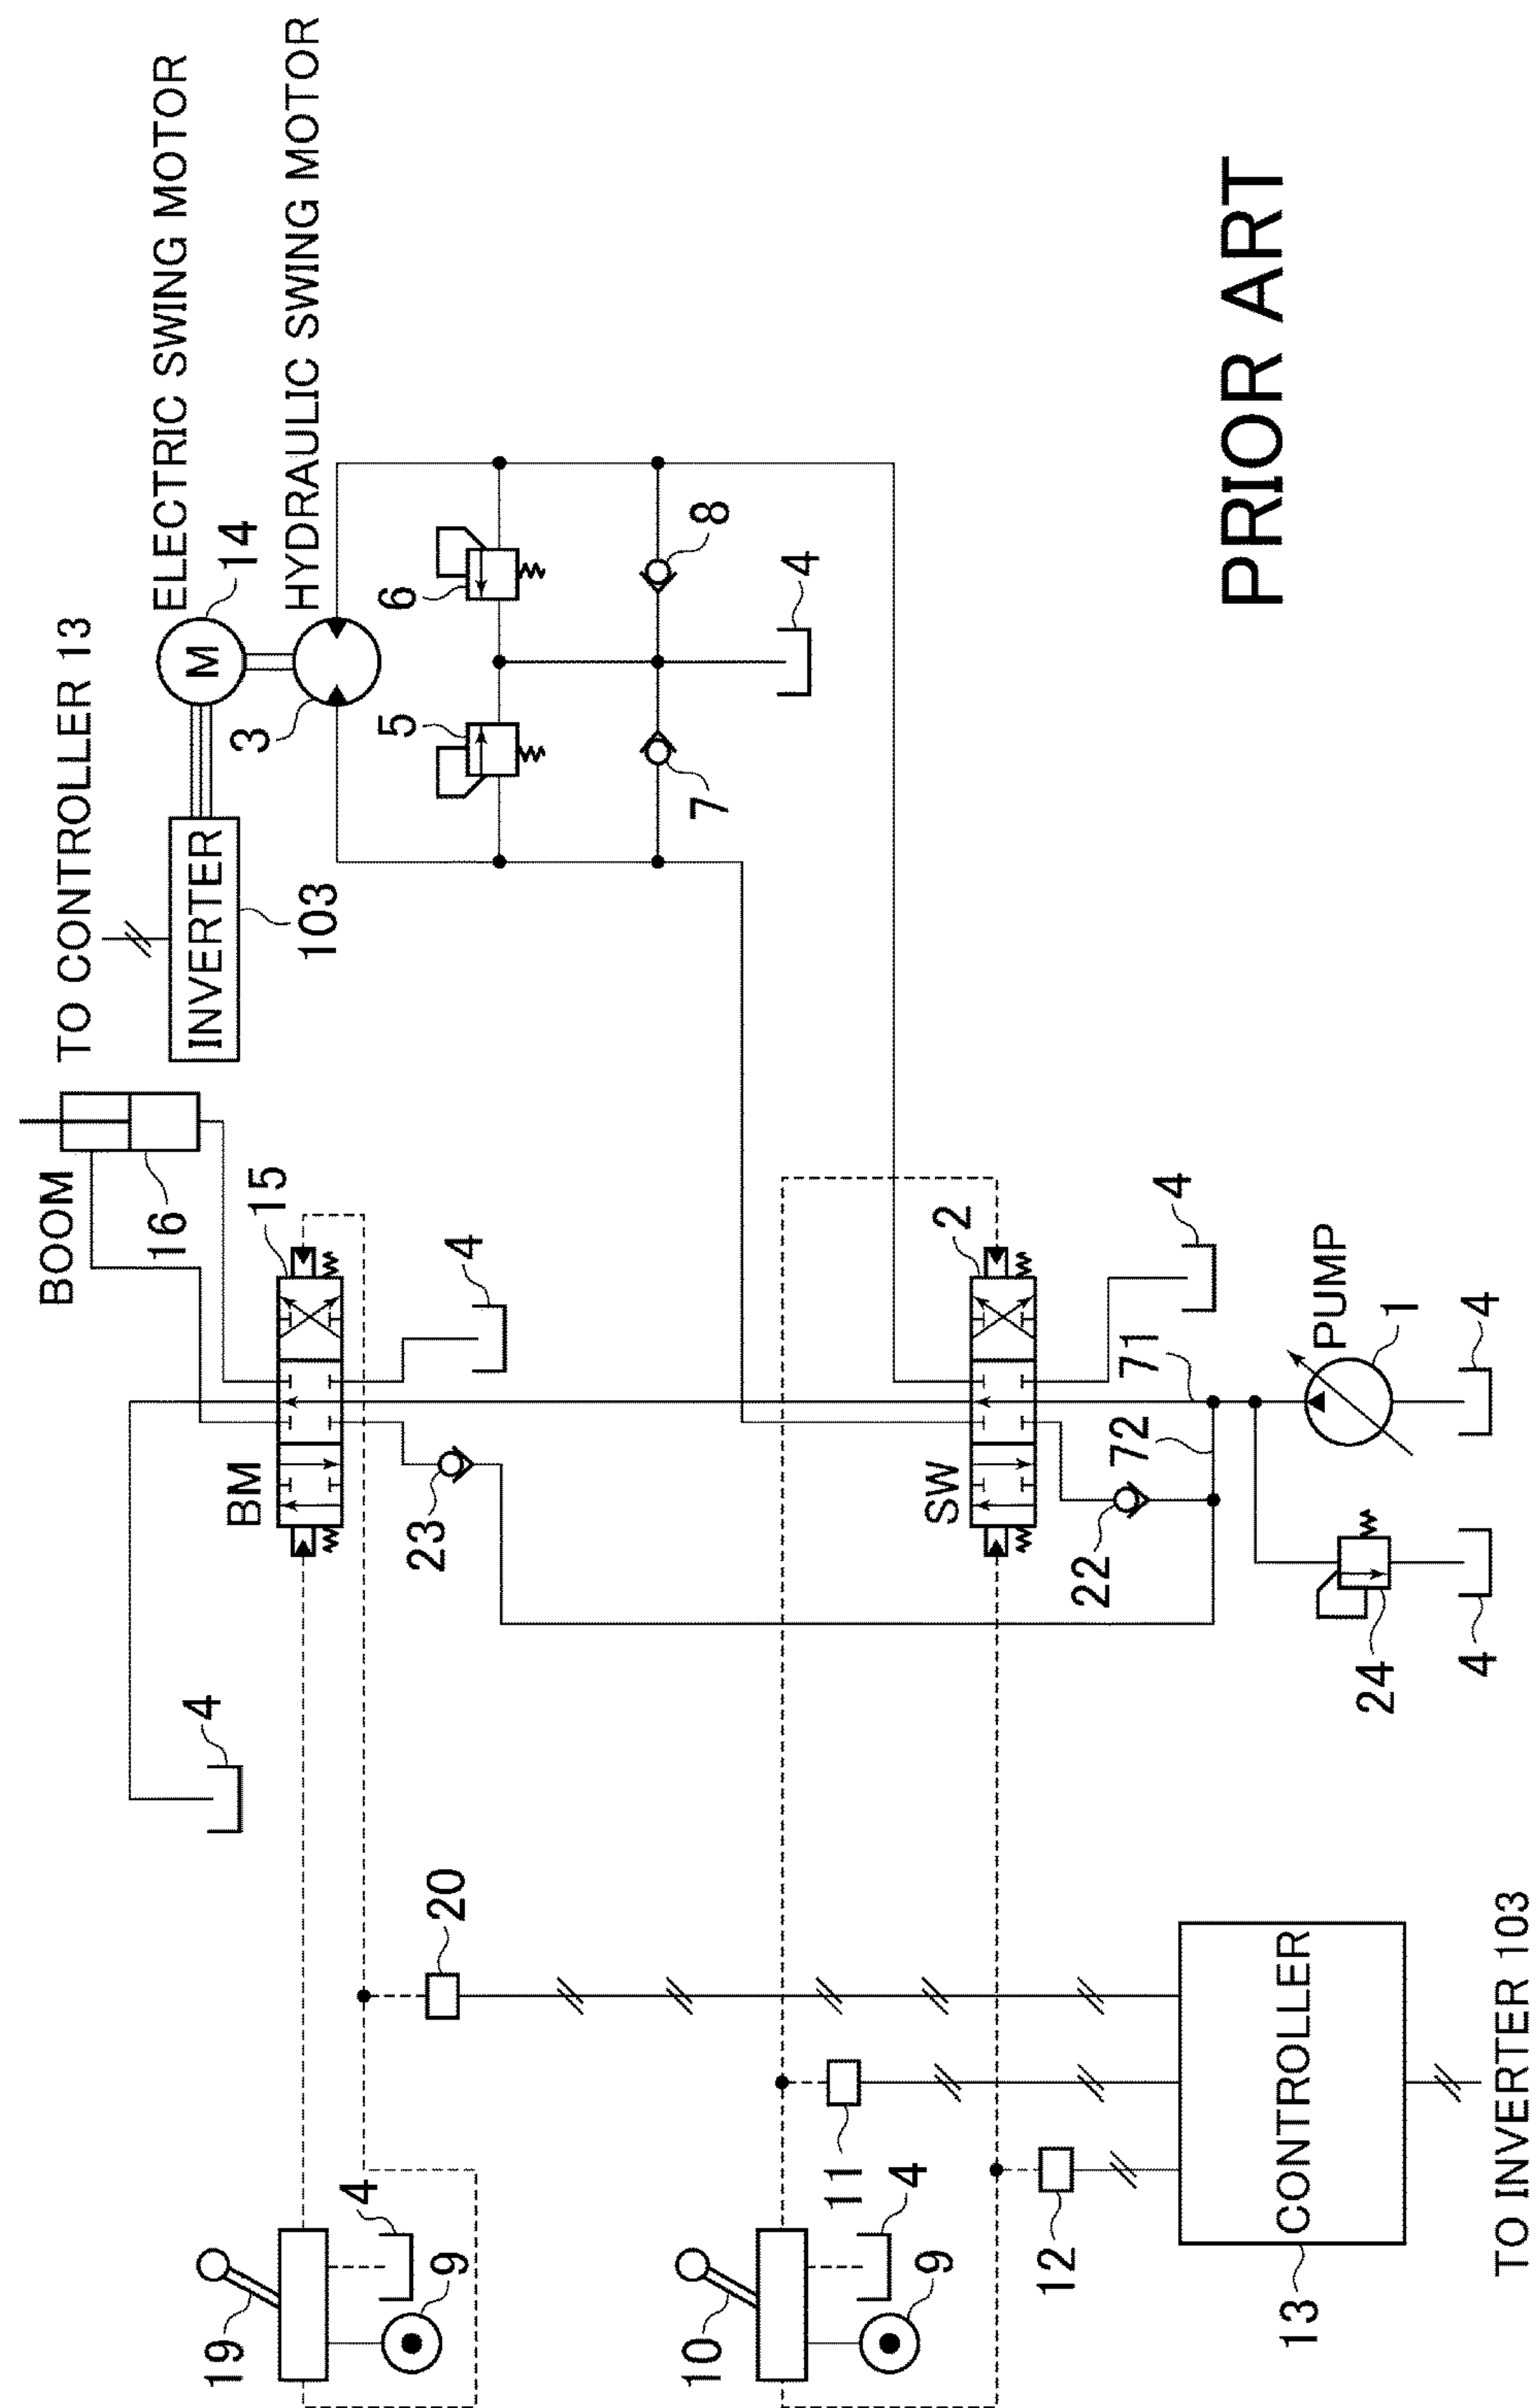 TO CONTROLLER 13
ELECTRIC SWING MOTOR
14
M
HYDRAULIC SWING MOTOR
INVERTER
103
3
5
6
7
8
4
BOOM
16
15
BM
4
4
23
2
SW
4
71
72
22
PUMP
1
4
24
4
20
19
4
9
11
10
4
9
12
CONTROLLER
13
TO INVERTER 103
PRIOR ART